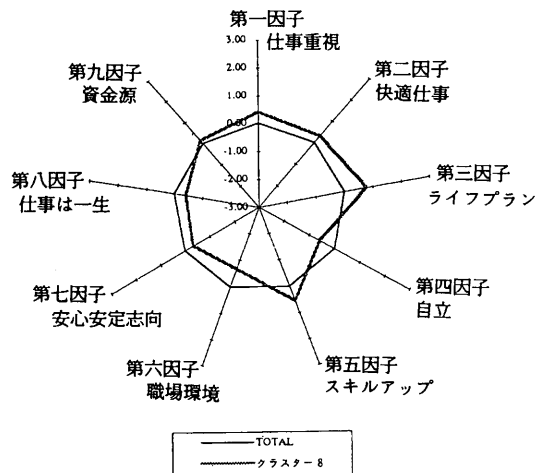 第一因子
仕事重視
3.00
2.00
1.00
0.00
-1.00
-2.00
-3.00
第二因子
快適仕事
第三因子
ライフプラン
第四因子
自立
第五因子
スキルアップ
第六因子
職場環境
第七因子
安心安定志向
第八因子
仕事は一生
第九因子
資金源
TOTAL
クラスター 8